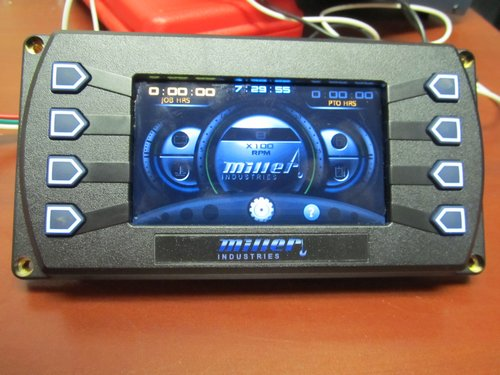 0:00:00 7:29:55 0:00:00
JOB HRS PTO HRS
X100
RPM
miller
INDUSTRIES
?
miller
INDUSTRIES